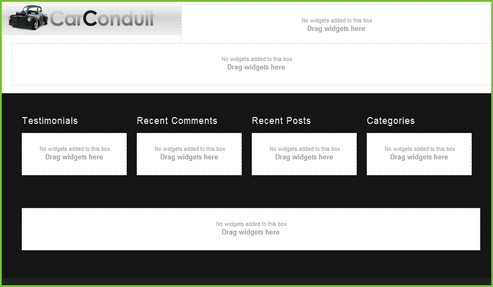 CarConduit
No widgets added to this box
Drag widgets here
No widgets added to this box
Drag widgets here
Testimonials
Recent Comments
Recent Posts
Categories
No widgets added to this box
Drag widgets here
No widgets added to this box
Drag widgets here
No widgets added to this box
Drag widgets here
No widgets added to this box
Drag widgets here
No widgets added to this box
Drag widgets here